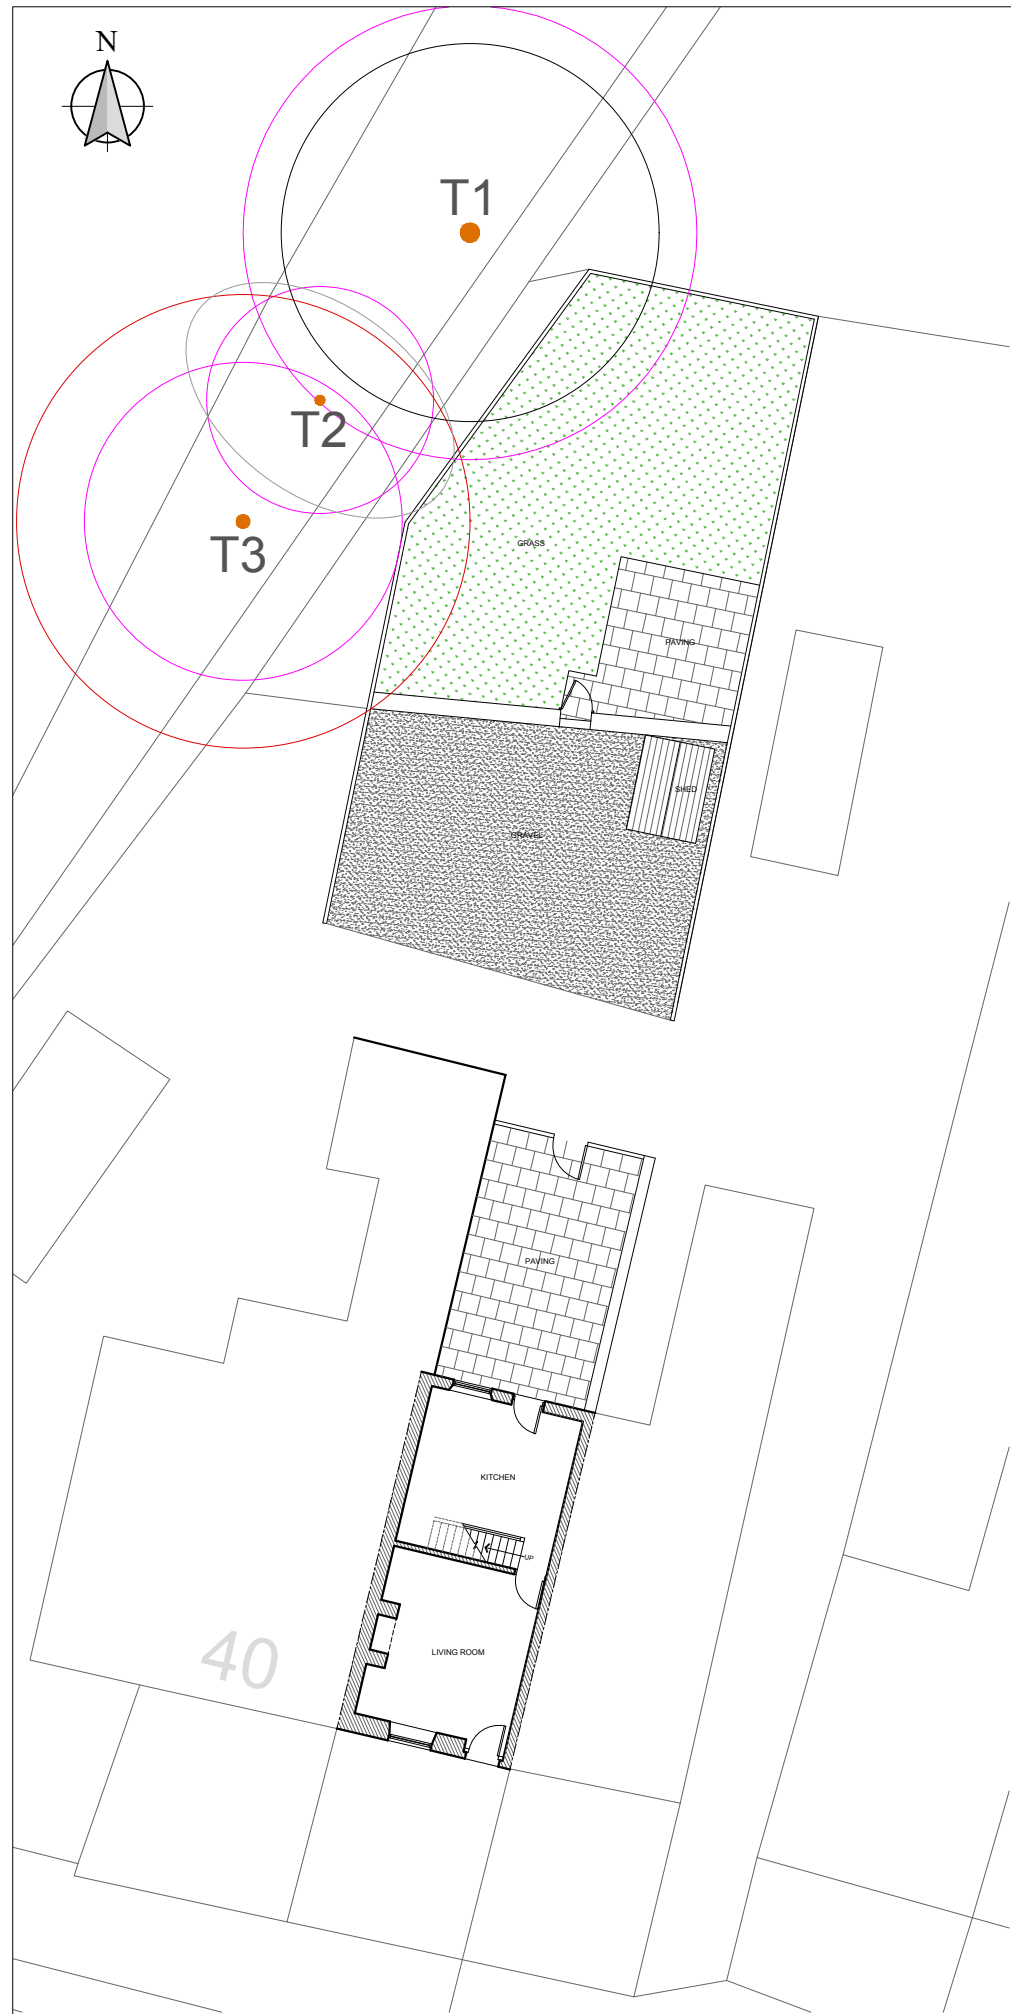 N
T1
T2
T3
GRASS
PAVING
SHED
GRAVEL
PAVING
KITCHEN
UP
LIVING ROOM
40